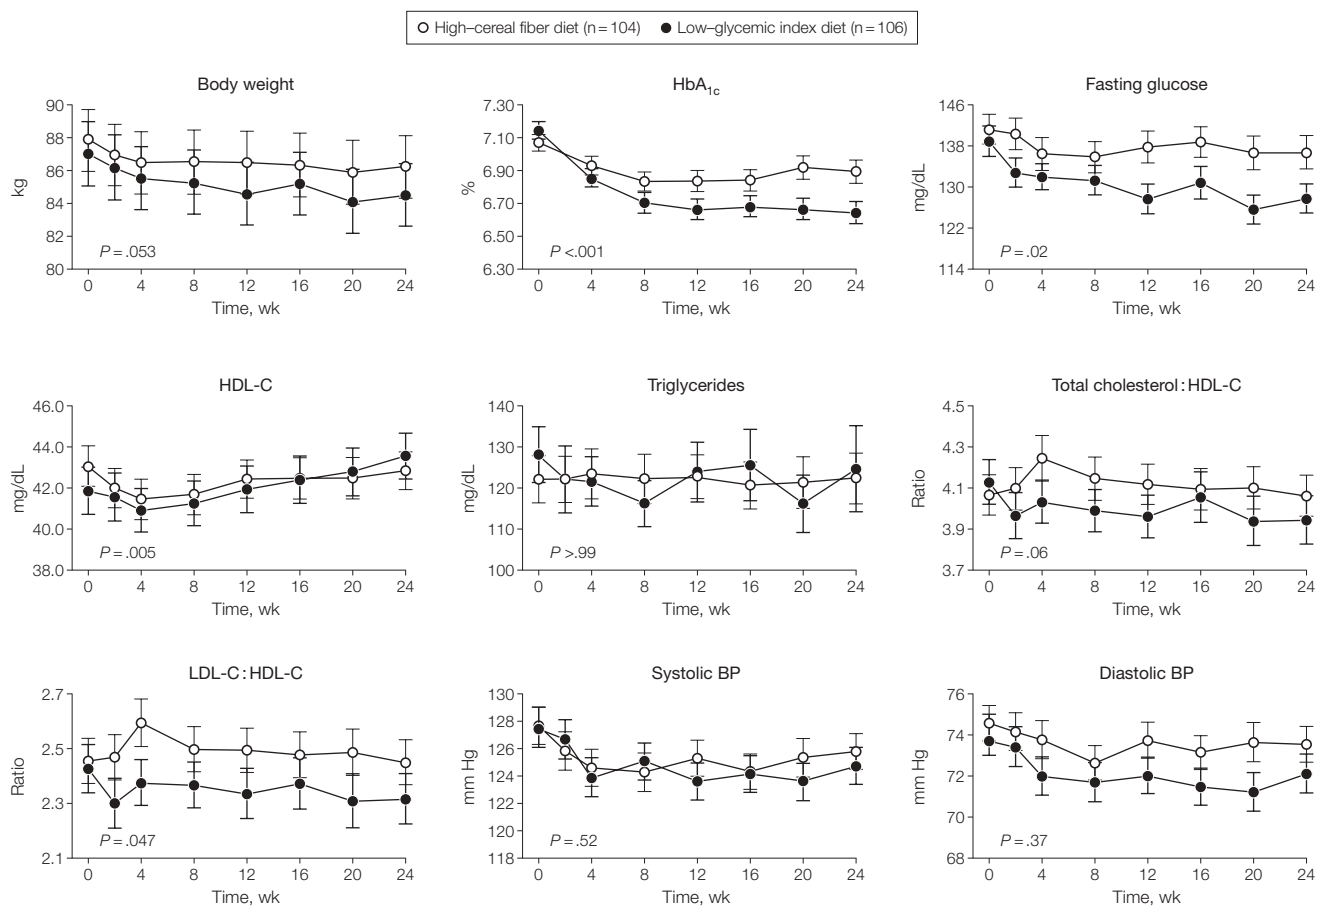 High–cereal fiber diet (n = 104) Low–glycemic index diet (n = 106)
Body weight
90
88
86
84
82
80
kg
P = .053
0 4 8 12 16 20 24
Time, wk
HbA1c
7.30
7.10
6.90
6.70
6.50
6.30
%
P <.001
0 4 8 12 16 20 24
Time, wk
Fasting glucose
146
138
130
122
114
mg/dL
P = .02
0 4 8 12 16 20 24
Time, wk
HDL-C
46.0
44.0
42.0
40.0
38.0
mg/dL
P = .005
0 4 8 12 16 20 24
Time, wk
Triglycerides
140
130
120
110
100
mg/dL
P >.99
0 4 8 12 16 20 24
Time, wk
Total cholesterol : HDL-C
4.5
4.3
4.1
3.9
3.7
Ratio
P = .06
0 4 8 12 16 20 24
Time, wk
LDL-C : HDL-C
2.7
2.5
2.3
2.1
Ratio
P = .047
0 4 8 12 16 20 24
Time, wk
Systolic BP
130
128
126
124
122
120
118
mm Hg
P = .52
0 4 8 12 16 20 24
Time, wk
Diastolic BP
76
74
72
70
68
mm Hg
P = .37
0 4 8 12 16 20 24
Time, wk